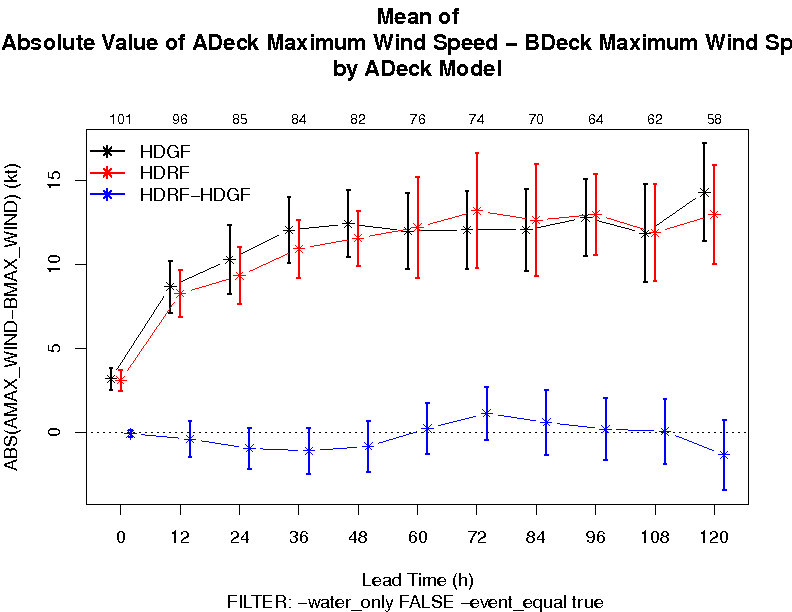 Mean of
Absolute Value of ADeck Maximum Wind Speed − BDeck Maximum Wind Sp
by ADeck Model
101 96 85 84 82 76 74 70 64 62 58
HDGF
HDRF
HDRF−HDGF
ABS(AMAX_WIND−BMAX_WIND) (kt)
15
10
5
0
0 12 24 36 48 60 72 84 96 108 120
Lead Time (h)
FILTER: −water_only FALSE −event_equal true